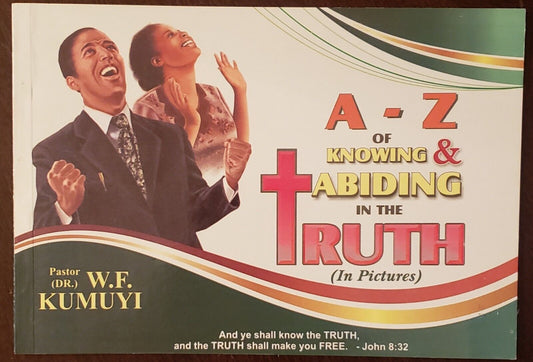 A - Z
OF
KNOWING &
ABIDING
IN THE
TRUTH
(In Pictures)
Pastor
(DR.) W.F.
KUMUYI
And ye shall know the TRUTH,
and the TRUTH shall make you FREE. - John 8:32